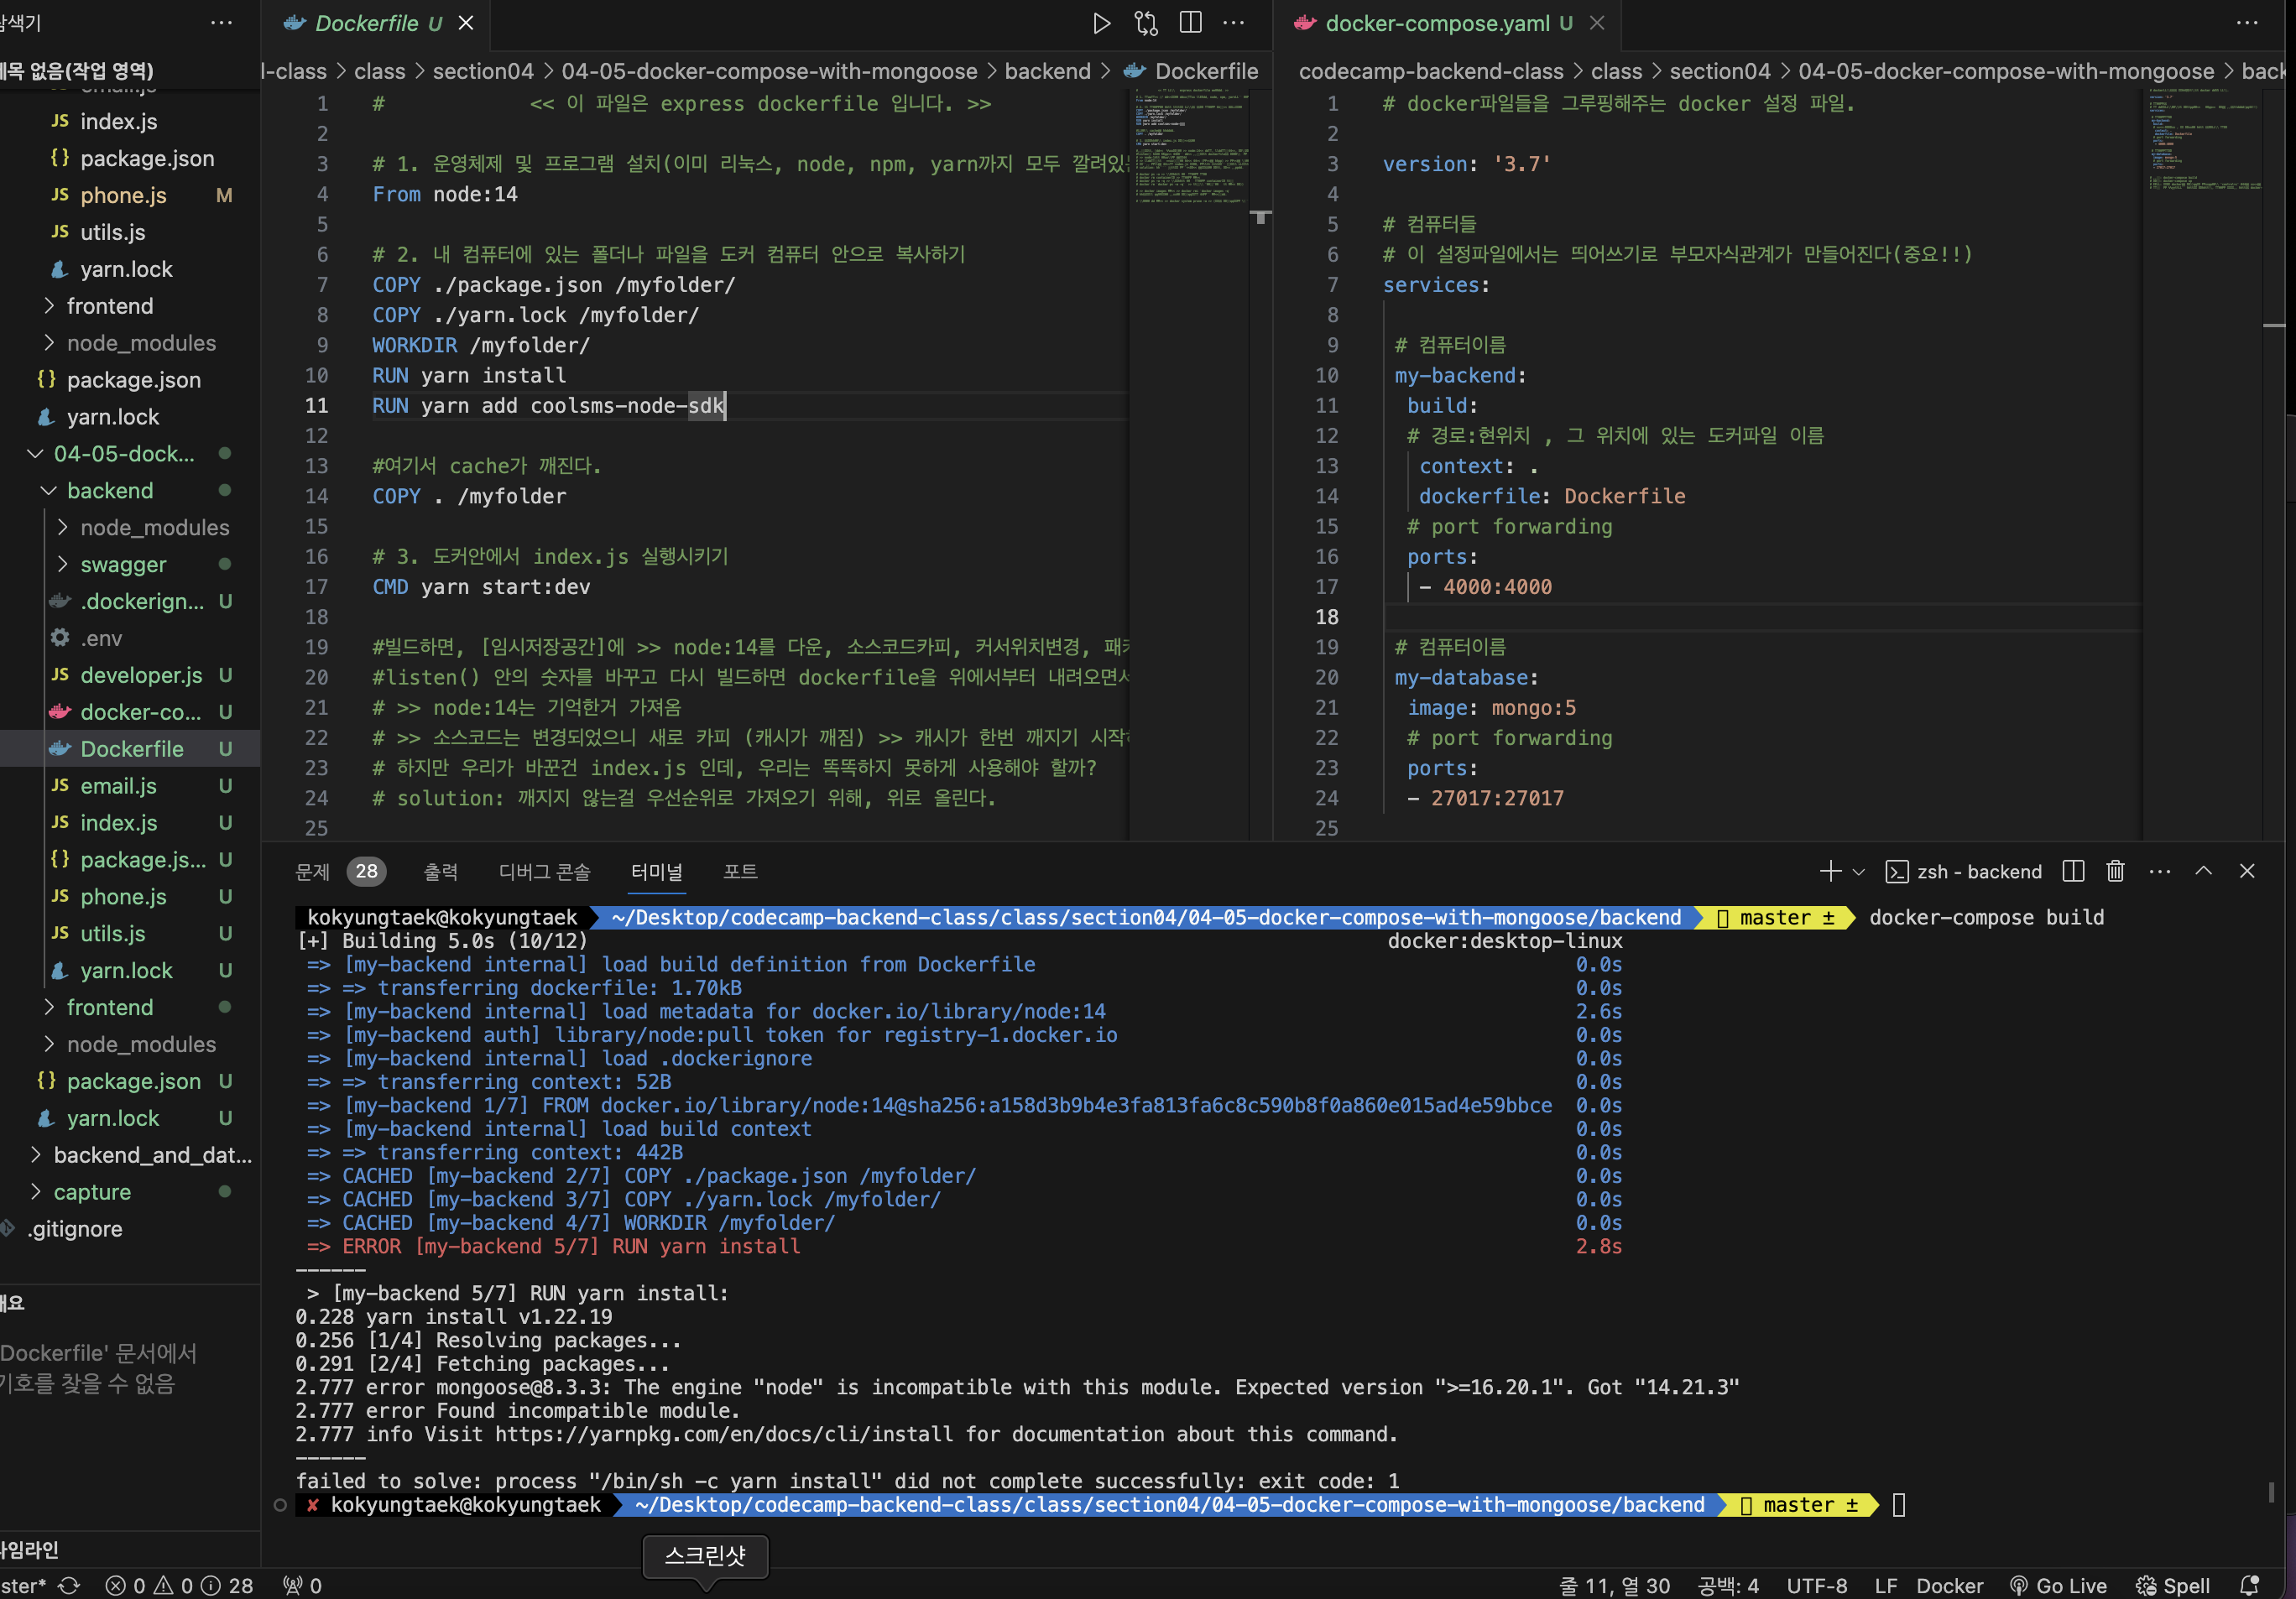 탐색기
제목 없음(작업 영역)
index.js
package.json
phone.js M
utils.js
yarn.lock
frontend
node_modules
package.json
yarn.lock
04-05-dock...
backend
node_modules
swagger
.dockerign... U
.env
developer.js U
docker-co... U
Dockerfile U
email.js U
index.js U
package.js... U
phone.js U
utils.js U
yarn.lock U
frontend
node_modules
package.json U
yarn.lock U
backend_and_dat...
capture
.gitignore
개요
'Dockerfile' 문서에서
기호를 찾을 수 없음
타임라인
Dockerfile U
l-class > class > section04 > 04-05-docker-compose-with-mongoose > backend > Dockerfile
1 # << 이 파일은 express dockerfile 입니다. >>
2
3 # 1. 운영체제 및 프로그램 설치(이미 리눅스, node, npm, yarn까지 모두 깔려있는
4 From node:14
5
6 # 2. 내 컴퓨터에 있는 폴더나 파일을 도커 컴퓨터 안으로 복사하기
7 COPY ./package.json /myfolder/
8 COPY ./yarn.lock /myfolder/
9 WORKDIR /myfolder/
10 RUN yarn install
11 RUN yarn add coolsms-node-sdk
12
13 #여기서 cache가 깨진다.
14 COPY . /myfolder
15
16 # 3. 도커안에서 index.js 실행시키기
17 CMD yarn start:dev
18
19 #빌드하면, [임시저장공간]에 >> node:14를 다운, 소스코드카피, 커서위치변경, 패키
20 #listen() 안의 숫자를 바꾸고 다시 빌드하면 dockerfile을 위에서부터 내려오면서
21 # >> node:14는 기억한거 가져옴
22 # >> 소스코드는 변경되었으니 새로 카피 (캐시가 깨짐) >> 캐시가 한번 깨지기 시작하
23 # 하지만 우리가 바꾼건 index.js 인데, 우리는 똑똑하지 못하게 사용해야 할까?
24 # solution: 깨지지 않는걸 우선순위로 가져오기 위해, 위로 올린다.
25
docker-compose.yaml U
codecamp-backend-class > class > section04 > 04-05-docker-compose-with-mongoose > back
1 # docker파일들을 그루핑해주는 docker 설정 파일.
2
3 version: '3.7'
4
5 # 컴퓨터들
6 # 이 설정파일에서는 띄어쓰기로 부모자식관계가 만들어진다(중요!!)
7 services:
8
9 # 컴퓨터이름
10 my-backend:
11 build:
12 # 경로:현위치 , 그 위치에 있는 도커파일 이름
13 context: .
14 dockerfile: Dockerfile
15 # port forwarding
16 ports:
17 - 4000:4000
18
19 # 컴퓨터이름
20 my-database:
21 image: mongo:5
22 # port forwarding
23 ports:
24 - 27017:27017
25
문제 28 출력 디버그 콘솔 터미널 포트 zsh - backend
kokyungtaek@kokyungtaek ~/Desktop/codecamp-backend-class/class/section04/04-05-docker-compose-with-mongoose/backend master ± docker-compose build
[+] Building 5.0s (10/12) docker:desktop-linux
=> [my-backend internal] load build definition from Dockerfile 0.0s
=> => transferring dockerfile: 1.70kB 0.0s
=> [my-backend internal] load metadata for docker.io/library/node:14 2.6s
=> [my-backend auth] library/node:pull token for registry-1.docker.io 0.0s
=> [my-backend internal] load .dockerignore 0.0s
=> => transferring context: 52B 0.0s
=> [my-backend 1/7] FROM docker.io/library/node:14@sha256:a158d3b9b4e3fa813fa6c8c590b8f0a860e015ad4e59bbce 0.0s
=> [my-backend internal] load build context 0.0s
=> => transferring context: 442B 0.0s
=> CACHED [my-backend 2/7] COPY ./package.json /myfolder/ 0.0s
=> CACHED [my-backend 3/7] COPY ./yarn.lock /myfolder/ 0.0s
=> CACHED [my-backend 4/7] WORKDIR /myfolder/ 0.0s
=> ERROR [my-backend 5/7] RUN yarn install 2.8s
------
> [my-backend 5/7] RUN yarn install:
0.228 yarn install v1.22.19
0.256 [1/4] Resolving packages...
0.291 [2/4] Fetching packages...
2.777 error mongoose@8.3.3: The engine "node" is incompatible with this module. Expected version ">=16.20.1". Got "14.21.3"
2.777 error Found incompatible module.
2.777 info Visit https://yarnpkg.com/en/docs/cli/install for documentation about this command.
------
failed to solve: process "/bin/sh -c yarn install" did not complete successfully: exit code: 1
✘ kokyungtaek@kokyungtaek ~/Desktop/codecamp-backend-class/class/section04/04-05-docker-compose-with-mongoose/backend master ±
스크린샷
ster* 0 0 28 0 줄 11, 열 30 공백: 4 UTF-8 LF Docker Go Live Spell